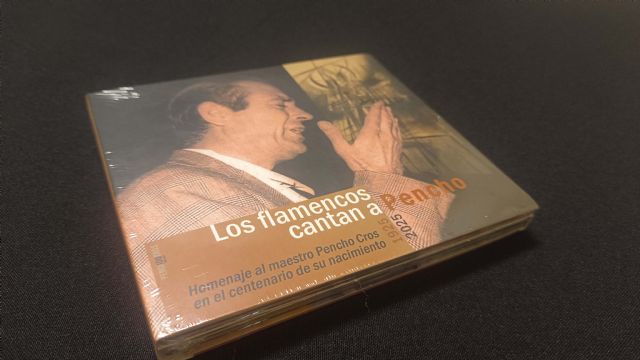 Los flamencos
cantan a Pencho
1925 2025
Homenaje al maestro Pencho Cros
en el centenario de su nacimiento